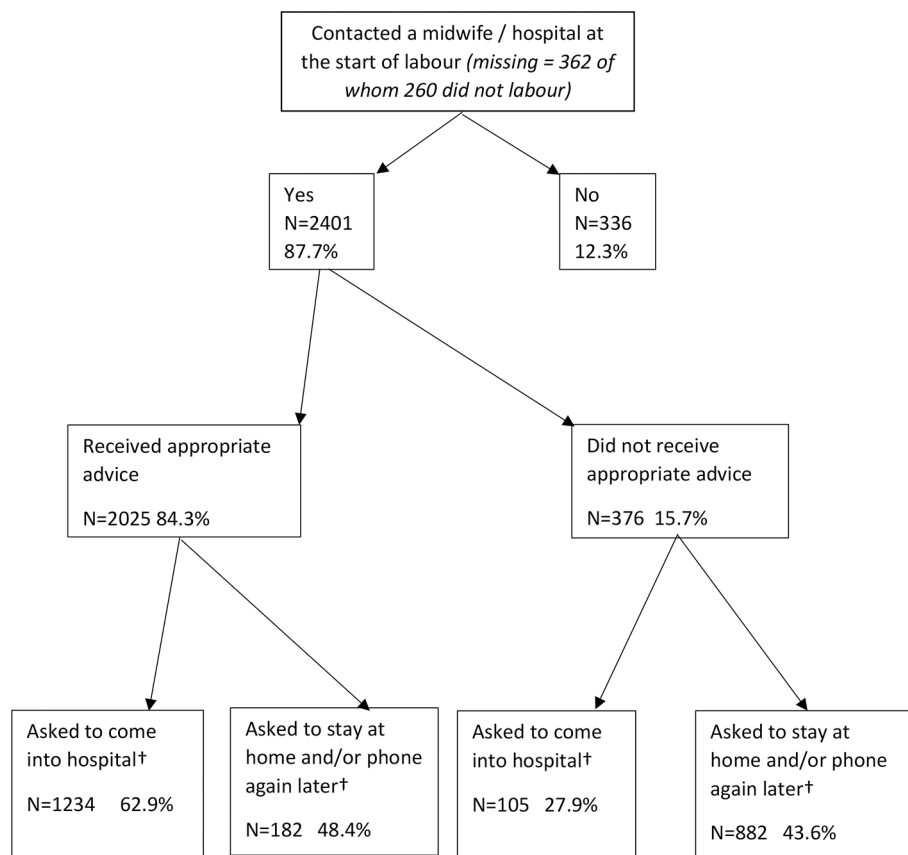 Contacted a midwife / hospital at
the start of labour (missing = 362 of
whom 260 did not labour)
Yes
N=2401
87.7%
No
N=336
12.3%
Received appropriate
advice
N=2025 84.3%
Did not receive
appropriate advice
N=376 15.7%
Asked to come
into hospital†
N=1234 62.9%
Asked to stay at
home and/or phone
again later†
N=182 48.4%
Asked to come
into hospital†
N=105 27.9%
Asked to stay at
home and/or phone
again later†
N=882 43.6%